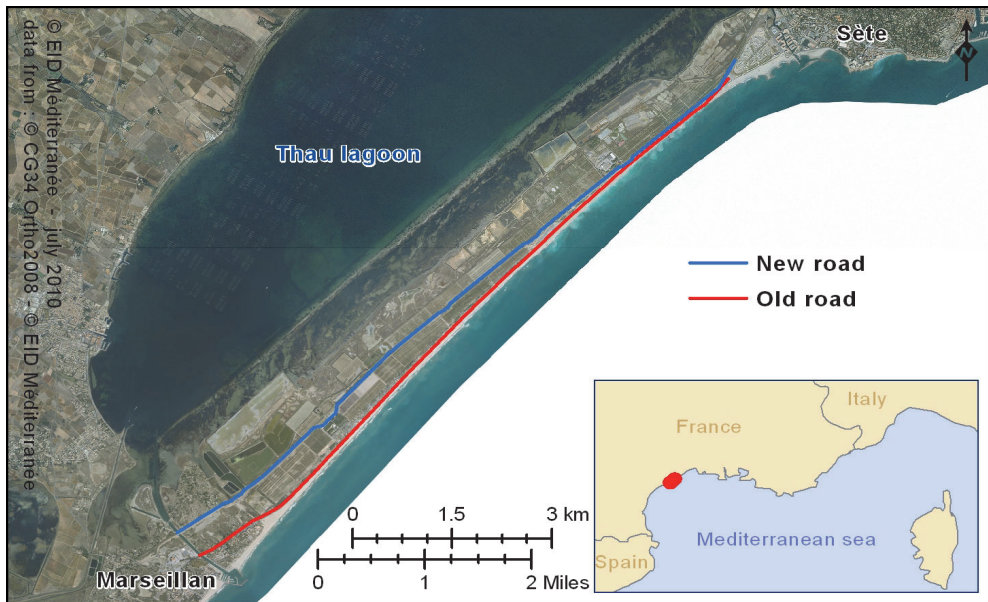 © EID Méditerranée - july 2010
data from : © CG34 Ortho2008 - © EID Méditerranée
Sète
N
Thau lagoon
New road
Old road
France
Italy
Mediterranean sea
Spain
0 1.5 3 km
0 1 2 Miles
Marseillan